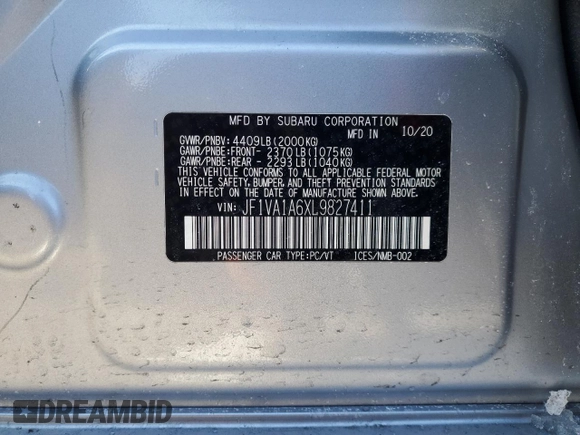 MFD BY SUBARU CORPORATION
MFD IN 10/20
GVWR/PNBV: 4409LB(2000KG)
GAWR/PNBE:FRONT- 2370LB(1075KG)
GAWR/PNBE:REAR - 2293LB(1040KG)
THIS VEHICLE CONFORMS TO ALL APPLICABLE FEDERAL MOTOR
VEHICLE SAFETY, BUMPER, AND THEFT PREVENTION STANDARDS
IN EFFECT ON THE DATE OF MANUFACTURE SHOWN ABOVE.
VIN: JF1VA1A6XL9827411
PASSENGER CAR TYPE:PC/VT ICES/NMB-002
DREAMBID